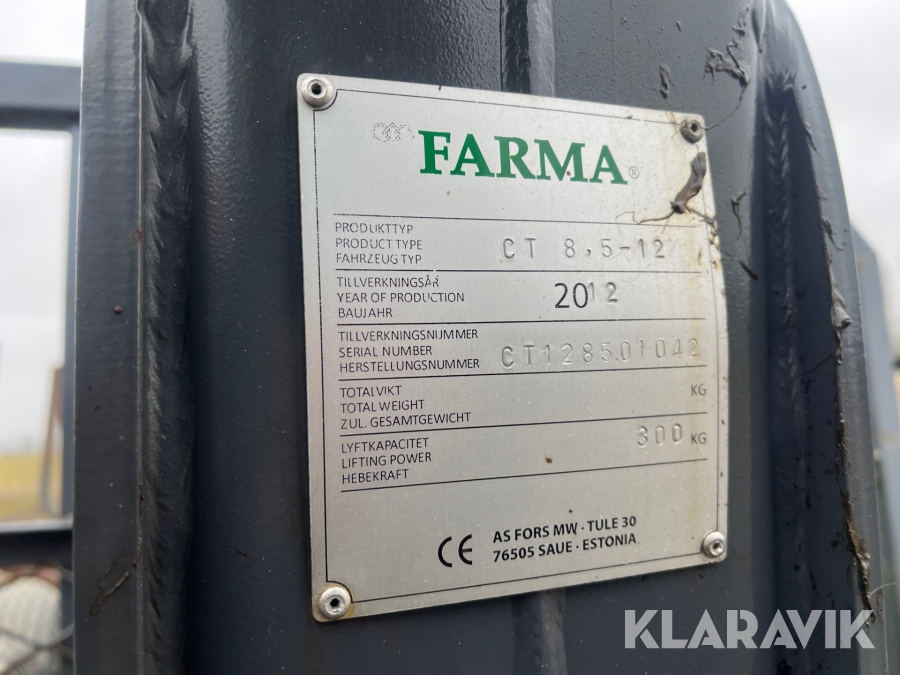 FARMA®
PRODUKTTYP
PRODUCT TYPE
FAHRZEUG TYP
CT 8,5-12
TILLVERKNINGSÅR
YEAR OF PRODUCTION
BAUJAHR
2012
TILLVERKNINGSNUMMER
SERIAL NUMBER
HERSTELLUNGSNUMMER
CT1285.01042
TOTALVIKT
TOTAL WEIGHT
ZUL. GESAMTGEWICHT
KG
LYFTKAPACITET
LIFTING POWER
HEBEKRAFT
300 KG
CE
AS FORS MW · TULE 30
76505 SAUE · ESTONIA
KLARAVIK